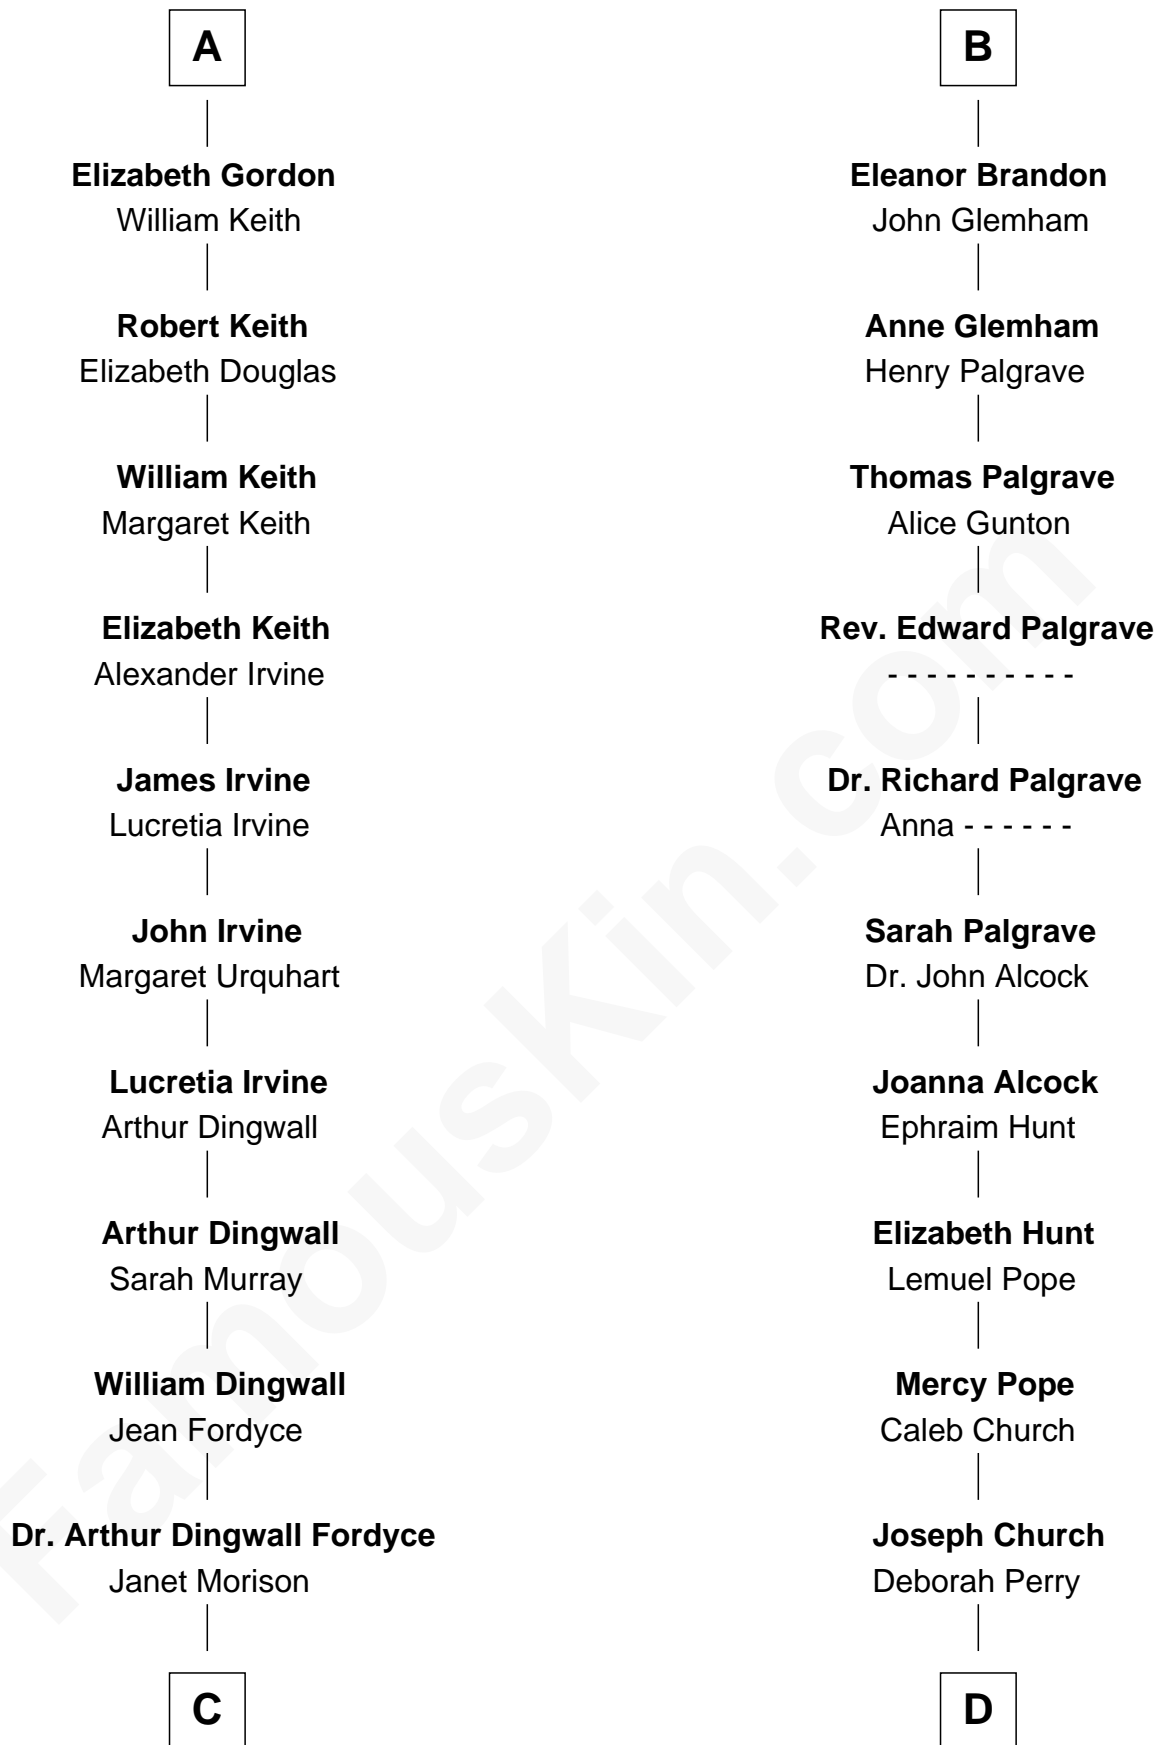 A
Elizabeth Gordon
William Keith
Robert Keith
Elizabeth Douglas
William Keith
Margaret Keith
Elizabeth Keith
Alexander Irvine
James Irvine
Lucretia Irvine
John Irvine
Margaret Urquhart
Lucretia Irvine
Arthur Dingwall
Arthur Dingwall
Sarah Murray
William Dingwall
Jean Fordyce
Dr. Arthur Dingwall Fordyce
Janet Morison
C
B
Eleanor Brandon
John Glemham
Anne Glemham
Henry Palgrave
Thomas Palgrave
Alice Gunton
Rev. Edward Palgrave
- - - - - - - - - -
Dr. Richard Palgrave
Anna - - - - - -
Sarah Palgrave
Dr. John Alcock
Joanna Alcock
Ephraim Hunt
Elizabeth Hunt
Lemuel Pope
Mercy Pope
Caleb Church
Joseph Church
Deborah Perry
D
FamousKin.com